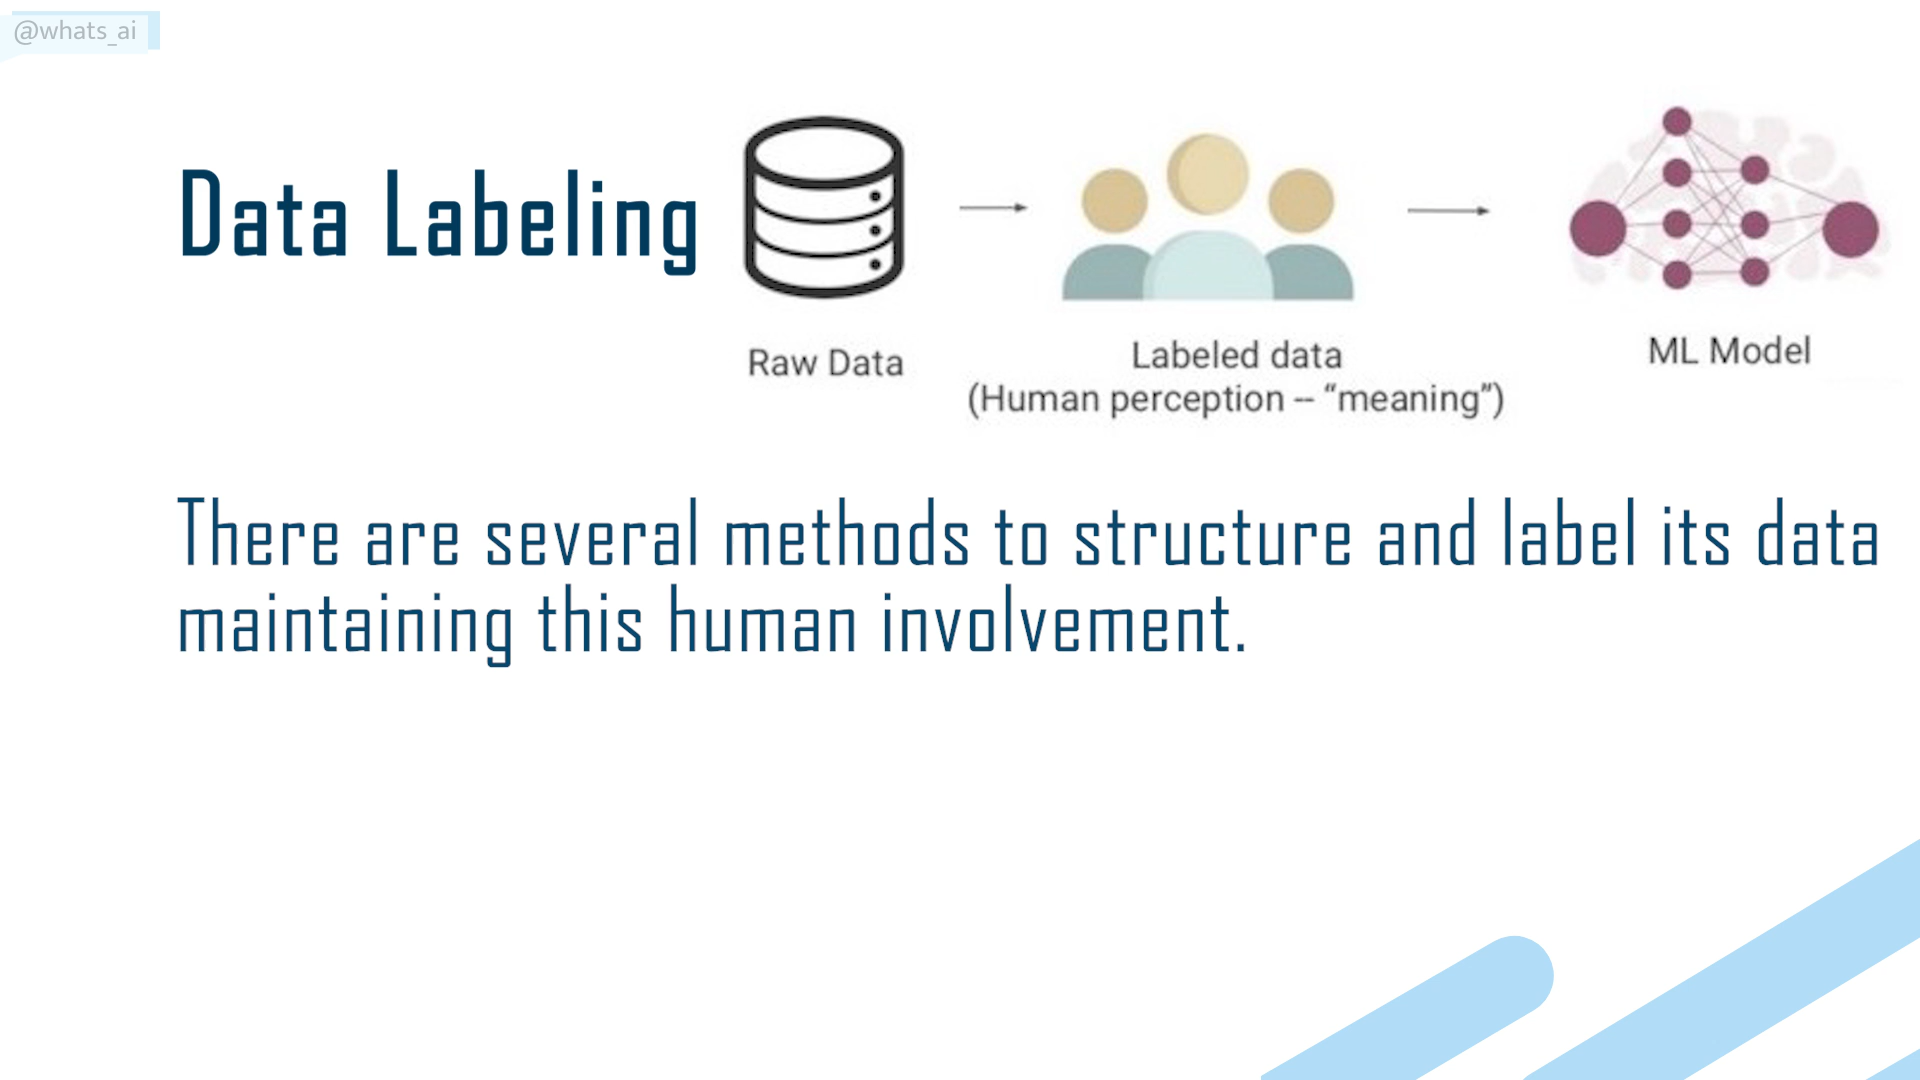 @whats_ai
Data Labeling
Raw Data
Labeled data
(Human perception -- “meaning”)
ML Model
There are several methods to structure and label its data
maintaining this human involvement.